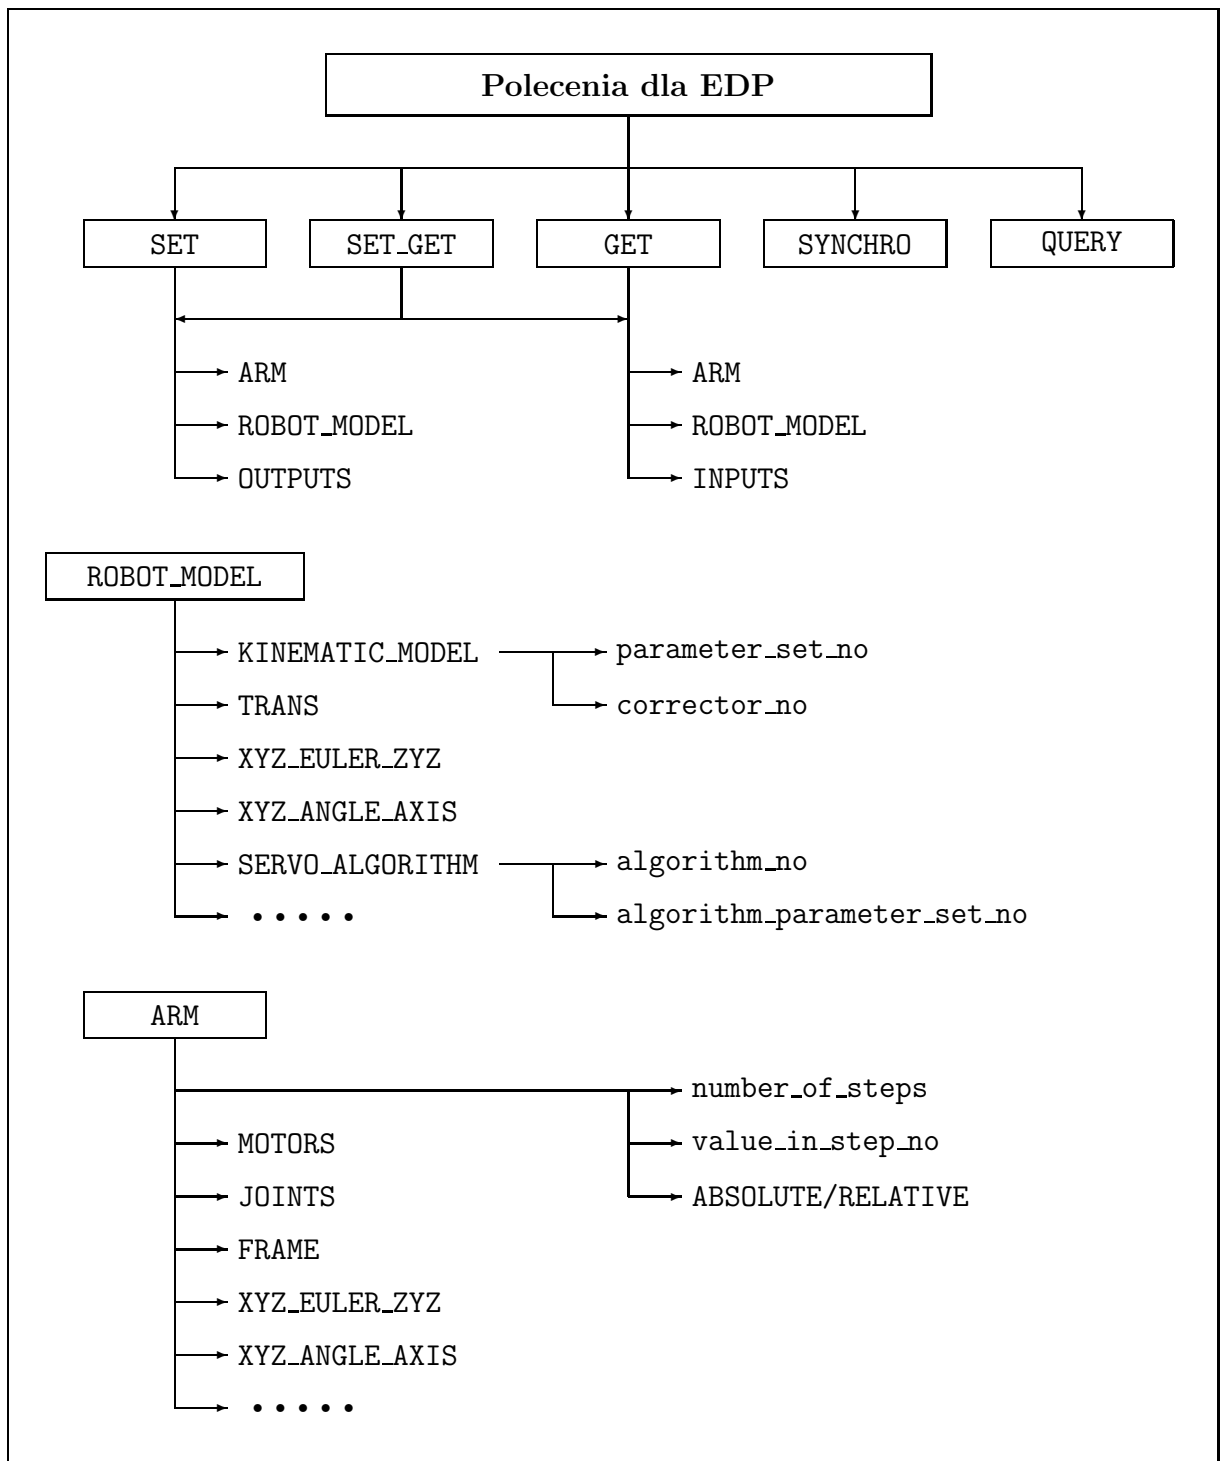 Polecenia dla EDP
SET SET_GET GET SYNCHRO QUERY
ARM ARM
ROBOT_MODEL ROBOT_MODEL
OUTPUTS INPUTS
ROBOT_MODEL
KINEMATIC_MODEL parameter_set_no
TRANS corrector_no
XYZ_EULER_ZYZ
XYZ_ANGLE_AXIS
SERVO_ALGORITHM algorithm_no
• • • • • algorithm_parameter_set_no
ARM
number_of_steps
MOTORS value_in_step_no
JOINTS ABSOLUTE/RELATIVE
FRAME
XYZ_EULER_ZYZ
XYZ_ANGLE_AXIS
• • • • •